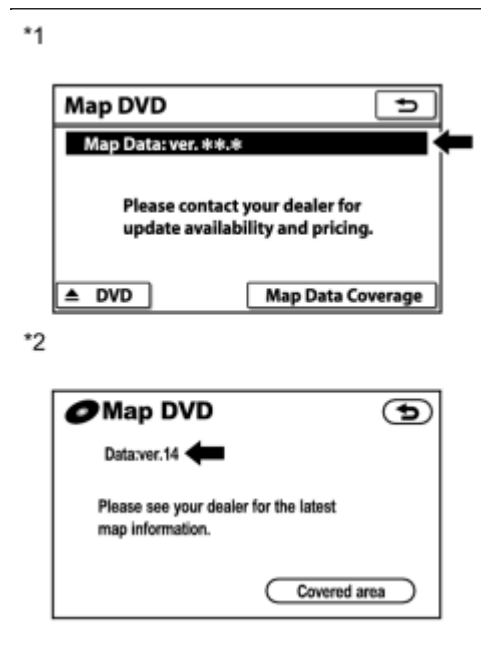 *1
Map DVD
Map Data: ver. **.*
Please contact your dealer for
update availability and pricing.
DVD
Map Data Coverage
*2
Map DVD
Data:ver.14
Please see your dealer for the latest
map information.
Covered area